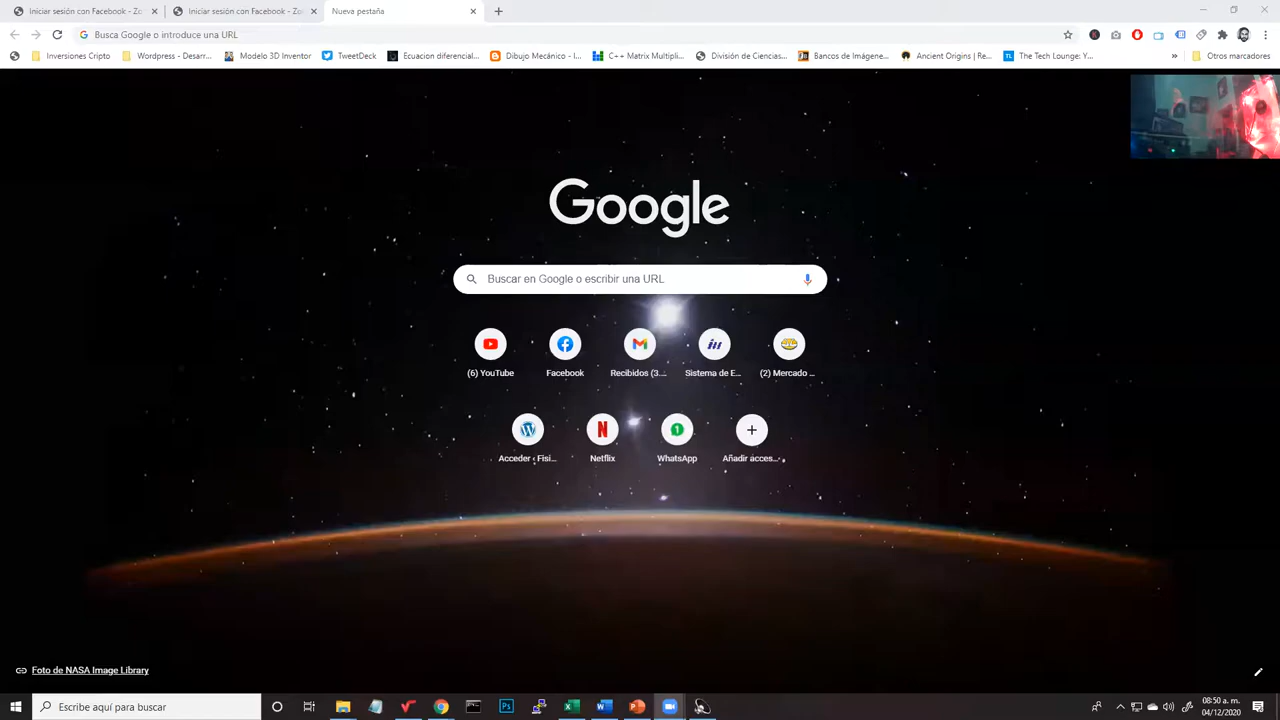 Iniciar sesión con Facebook - Zo
Iniciar sesión con Facebook - Zo
Nueva pestaña
Busca Google o introduce una URL
Inversiones Cripto
Wordpress - Desarr...
Modelo 3D Inventor
TweetDeck
Ecuacion diferencial...
Dibujo Mecánico - I...
C++ Matrix Multipli...
División de Ciencias...
Bancos de Imágene...
Ancient Origins | Re...
The Tech Lounge: Y...
»
Otros marcadores
Google
Buscar en Google o escribir una URL
(6) YouTube
Facebook
Recibidos (3....
Sistema de E...
(2) Mercado ...
Acceder ‹ Fisi...
Netflix
WhatsApp
Añadir acces...
Foto de NASA Image Library
Escribe aquí para buscar
08:50 a. m.
04/12/2020